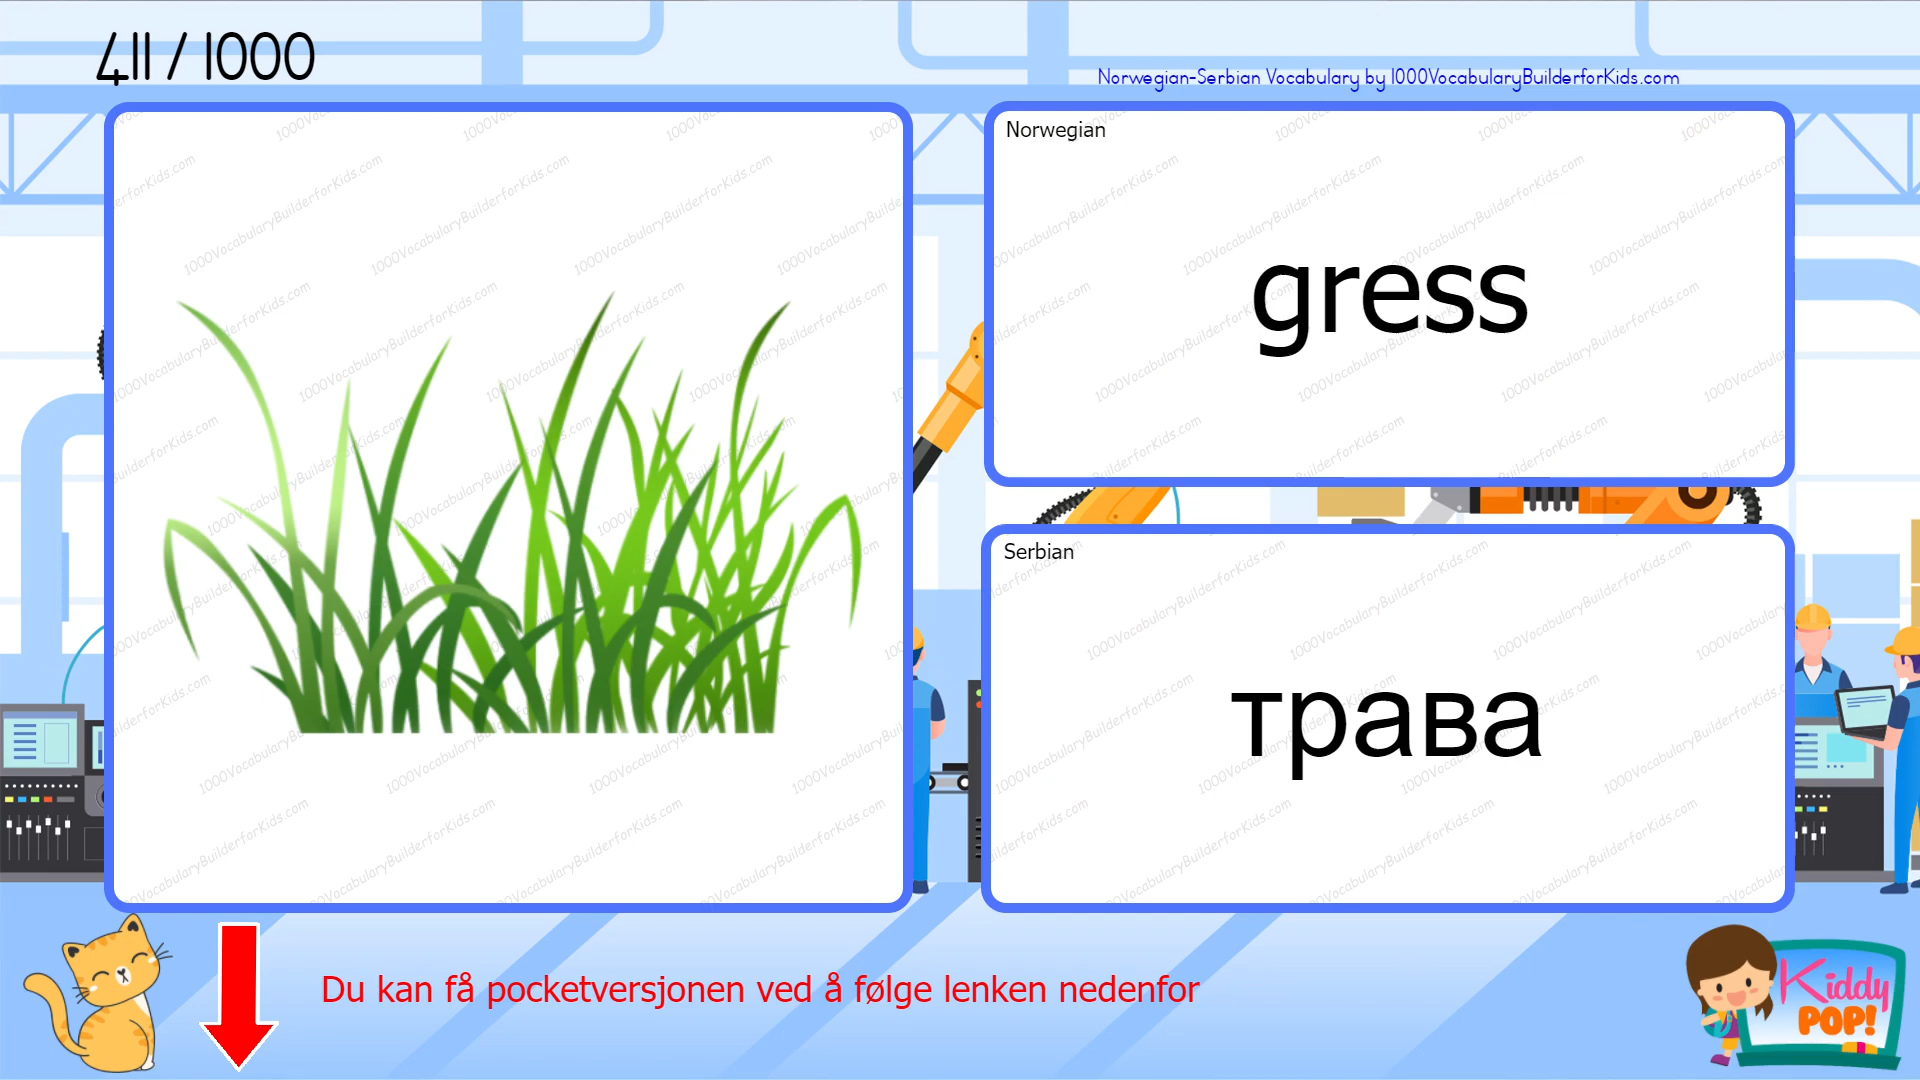 411 / 1000
Norwegian-Serbian Vocabulary by 1000VocabularyBuilderforKids.com
Norwegian
gress
Serbian
трава
Du kan få pocketversjonen ved å følge lenken nedenfor
Kiddy
POP!